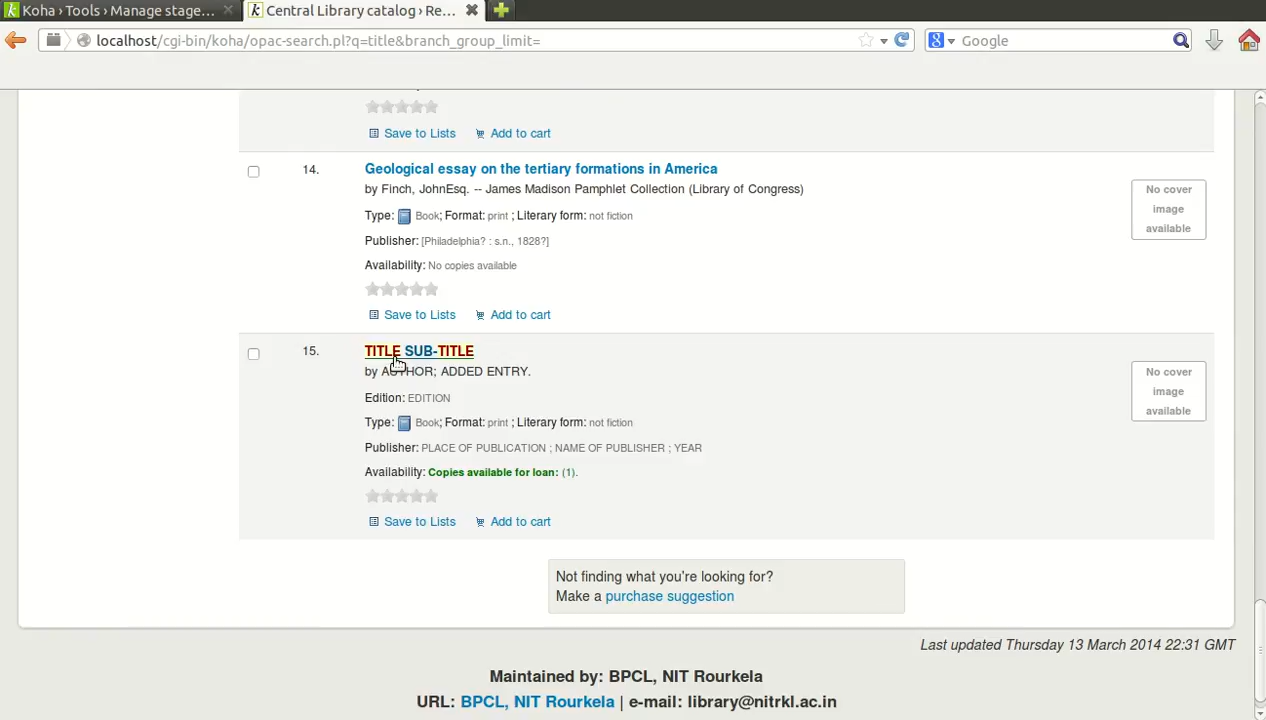 Koha › Tools › Manage stage...
Central Library catalog › Re...
localhost/cgi-bin/koha/opac-search.pl?q=title&branch_group_limit=
Google
Save to Lists Add to cart
14. Geological essay on the tertiary formations in America
by Finch, JohnEsq. -- James Madison Pamphlet Collection (Library of Congress)
Type: Book; Format: print ; Literary form: not fiction
Publisher: [Philadelphia? : s.n., 1828?]
Availability: No copies available
Save to Lists Add to cart
No cover
image
available
15. TITLE SUB-TITLE
by AUTHOR; ADDED ENTRY.
Edition: EDITION
Type: Book; Format: print ; Literary form: not fiction
Publisher: PLACE OF PUBLICATION ; NAME OF PUBLISHER ; YEAR
Availability: Copies available for loan: (1).
Save to Lists Add to cart
No cover
image
available
Not finding what you're looking for?
Make a purchase suggestion
Last updated Thursday 13 March 2014 22:31 GMT
Maintained by: BPCL, NIT Rourkela
URL: BPCL, NIT Rourkela | e-mail: library@nitrkl.ac.in